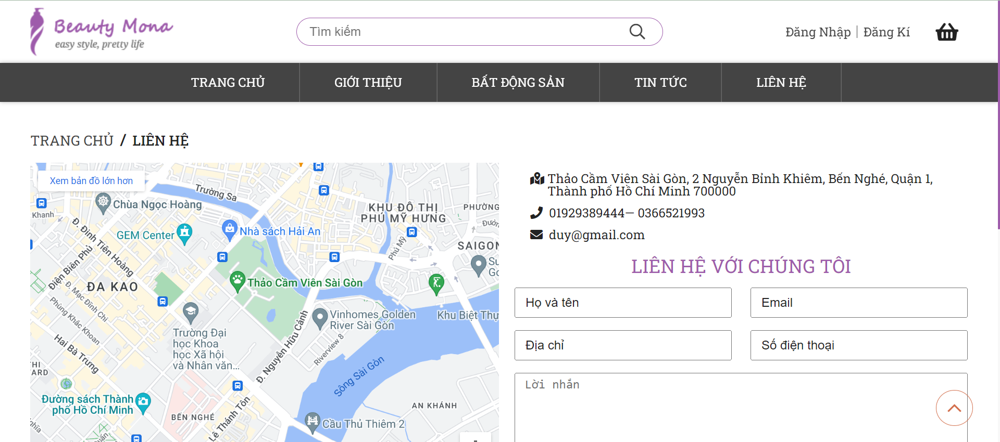 Beauty Mona
easy style, pretty life
Tìm kiếm
Đăng Nhập
Đăng Kí
TRANG CHỦ
GIỚI THIỆU
BẤT ĐỘNG SẢN
TIN TỨC
LIÊN HỆ
TRANG CHỦ / LIÊN HỆ
Xem bản đồ lớn hơn
Trường Sa
Chùa Ngọc Hoàng
Khanh
Đ. Đinh Tiên Hoàng
GEM Center
Nhà sách Hải An
KHU ĐÔ THỊ
PHÚ MỸ HƯNG
PHƯỜNG
Đườn
Phú Mỹ
SAIGON
Su
Go
Điện Biên Phủ
ĐA KAO
Đ. Mạc Đĩnh Chi
Phùng Khắc Khoan
Thảo Cầm Viên Sài Gòn
Vinhomes Golden
River Sài Gòn
Khu Biệt Thự
Trường Đại
học Khoa
học Xã hội
và Nhân văn...
Đ. Nguyễn Hữu Cảnh
Riverview 8
Hai Bà Trưng
THI
ARD
Sông Sài Gòn
Đường sách Thành
phố Hồ Chí Minh
BẾN NGHÉ
Lê Thánh Tôn
Cầu Thủ Thiêm 2
AN KHÁNH
Thảo Cầm Viên Sài Gòn, 2 Nguyễn Bỉnh Khiêm, Bến Nghé, Quận 1,
Thành phố Hồ Chí Minh 700000
01929389444— 0366521993
duy@gmail.com
LIÊN HỆ VỚI CHÚNG TÔI
Họ và tên
Email
Địa chỉ
Số điện thoại
Lời nhắn